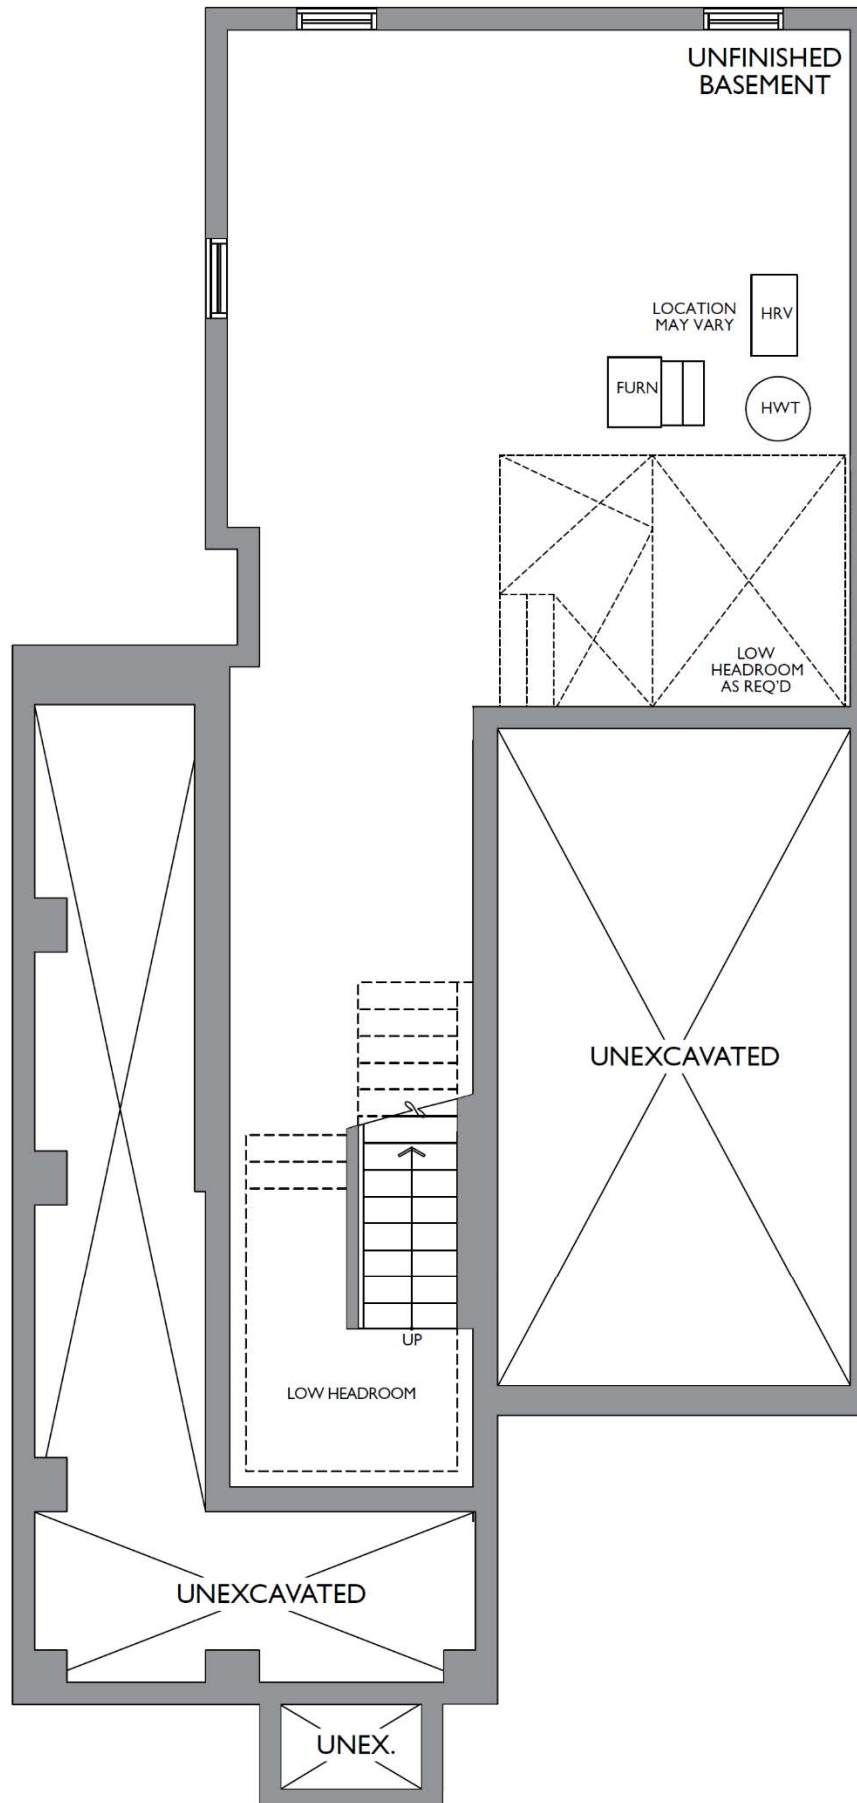 UNFINISHED
BASEMENT
LOCATION
MAY VARY
HRV
FURN
HWT
LOW
HEADROOM
AS REQ'D
UNEXCAVATED
UP
LOW HEADROOM
UNEXCAVATED
UNEX.